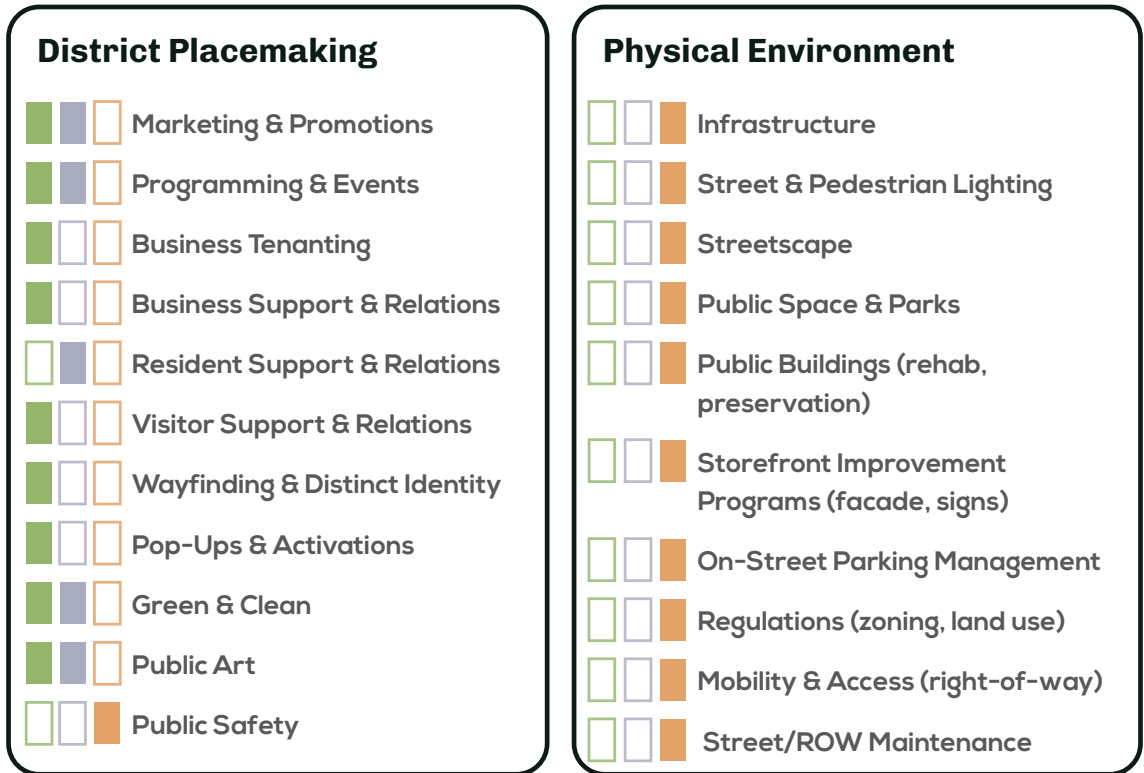 District Placemaking
Marketing & Promotions
Programming & Events
Business Tenanting
Business Support & Relations
Resident Support & Relations
Visitor Support & Relations
Wayfinding & Distinct Identity
Pop-Ups & Activations
Green & Clean
Public Art
Public Safety
Physical Environment
Infrastructure
Street & Pedestrian Lighting
Streetscape
Public Space & Parks
Public Buildings (rehab,
preservation)
Storefront Improvement
Programs (facade, signs)
On-Street Parking Management
Regulations (zoning, land use)
Mobility & Access (right-of-way)
Street/ROW Maintenance